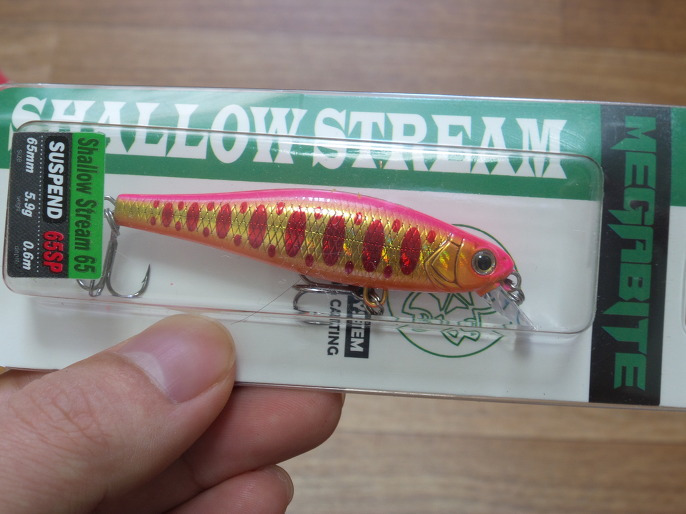 SHALLOW STREAM
MEGABITE
Shallow Stream 65
SUSPEND 65SP
65mm 5.9g 0.6m
CASTING